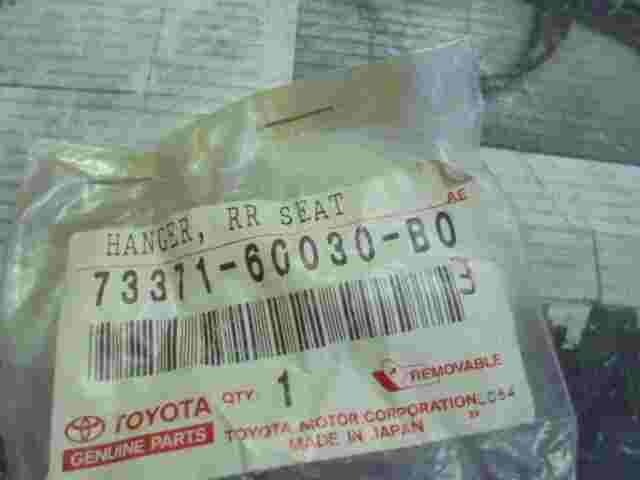 HANGER, RR SEAT
AE
73371-60030-B0
3
REMOVABLE
TOYOTA QTY. 1
GENUINE PARTS
TOYOTA MOTOR CORPORATION
MADE IN JAPAN